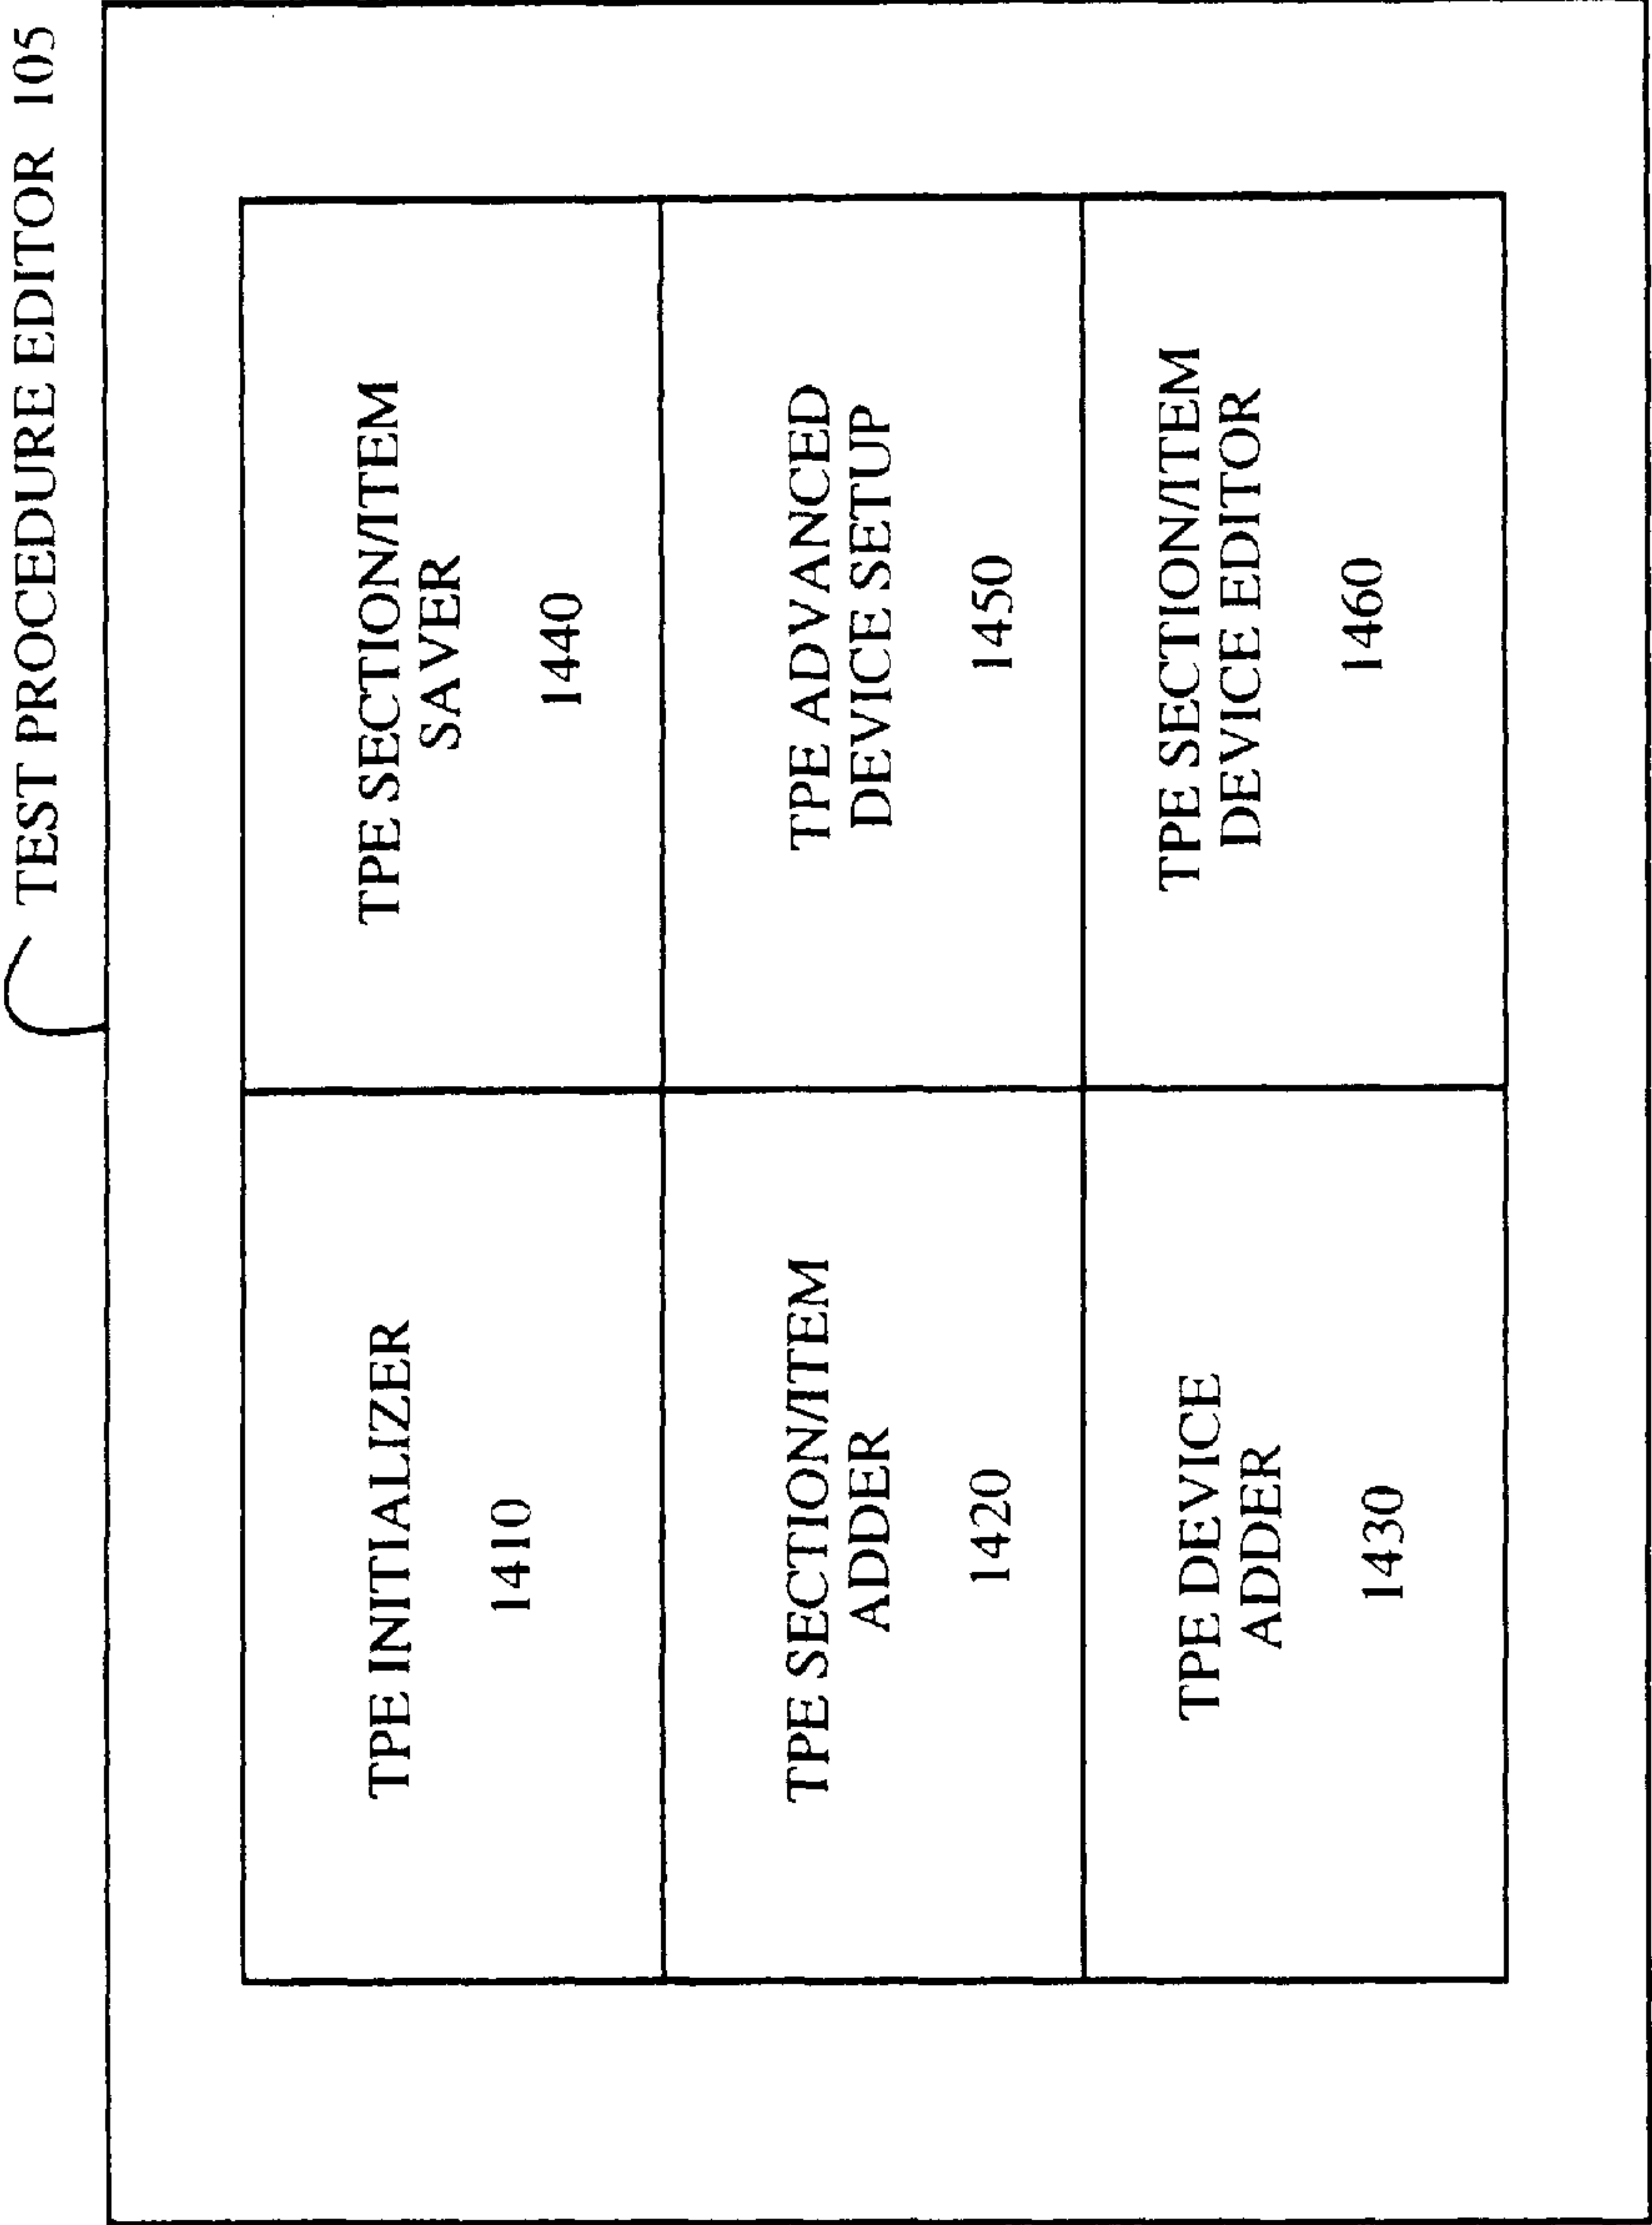 TEST PROCEDURE EDITOR 105
TPE INITIALIZER
1410
TPE SECTION/ITEM
ADDER
1420
TPE DEVICE
ADDER
1430
TPE SECTION/ITEM
SAVER
1440
TPE ADVANCED
DEVICE SETUP
1450
TPE SECTION/ITEM
DEVICE EDITOR
1460